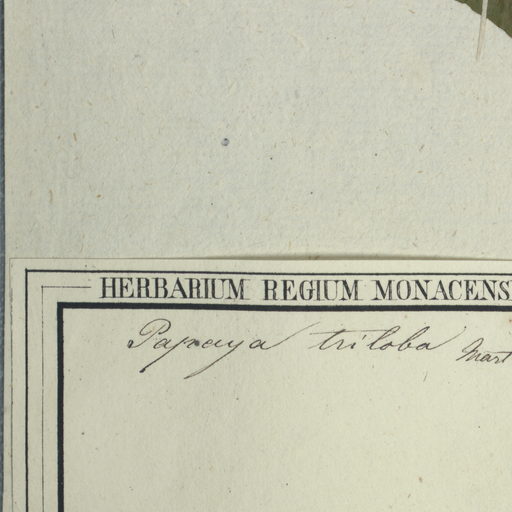 HERBARIUM REGIUM MONACENS
Papaya triloba Mart